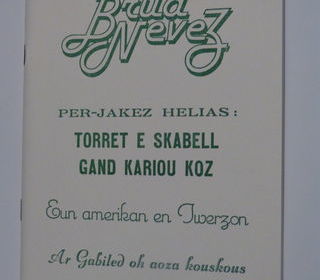 Brud
Nevez
PER-JAKEZ HELIAS :
TORRET E SKABELL
GAND KARIOU KOZ
Eun amerikan en Iwerzon
Ar Gabiled oh aoza kouskous